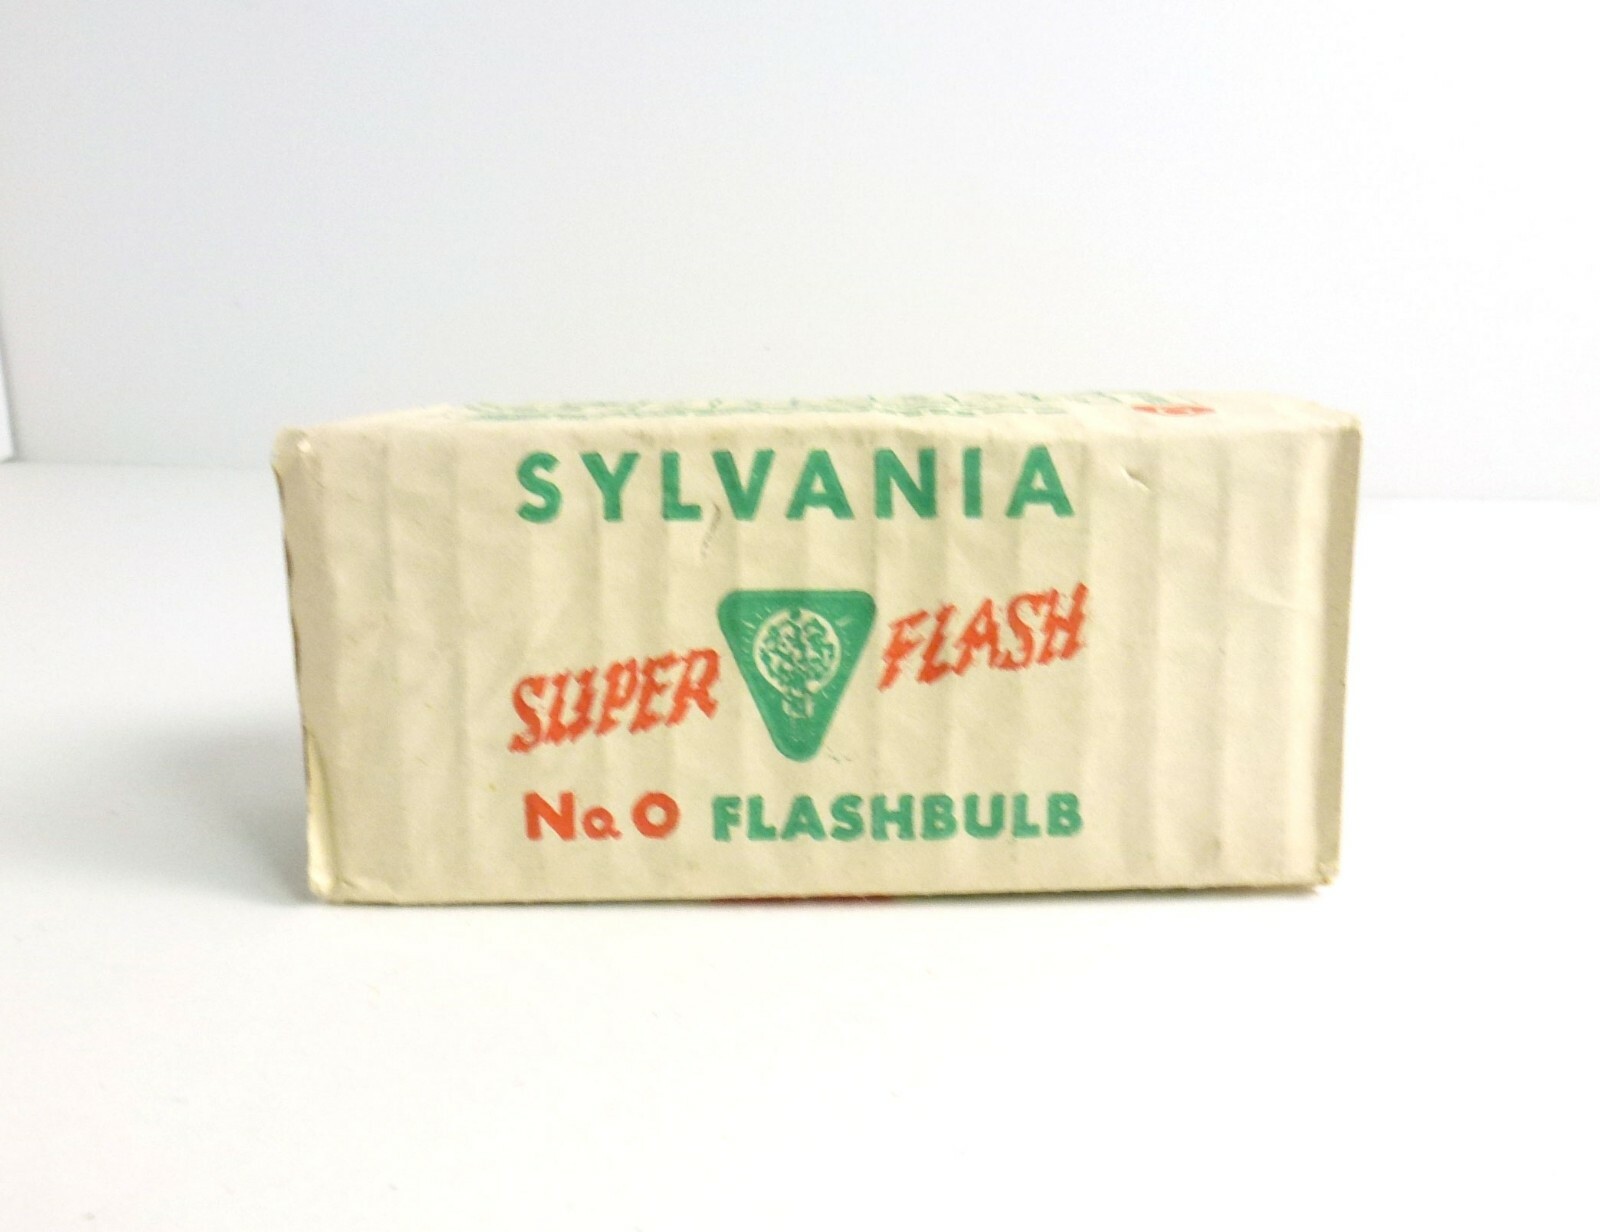 SYLVANIA
SUPER FLASH
No. 0 FLASHBULB